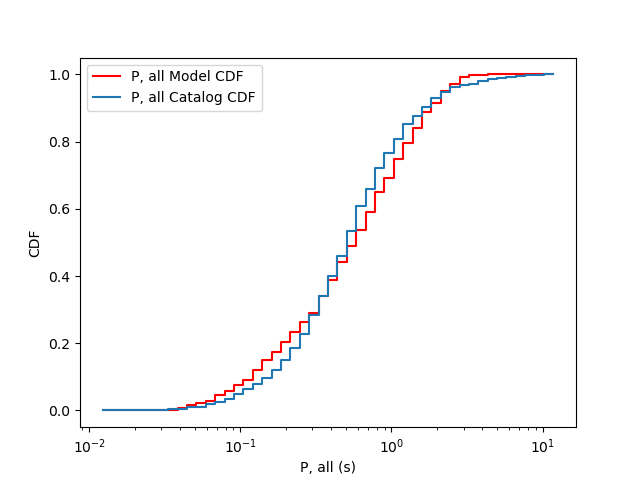 P, all Model CDF
P, all Catalog CDF
1.0
0.8
0.6
0.4
0.2
0.0
CDF
10⁻² 10⁻¹ 10⁰ 10¹
P, all (s)